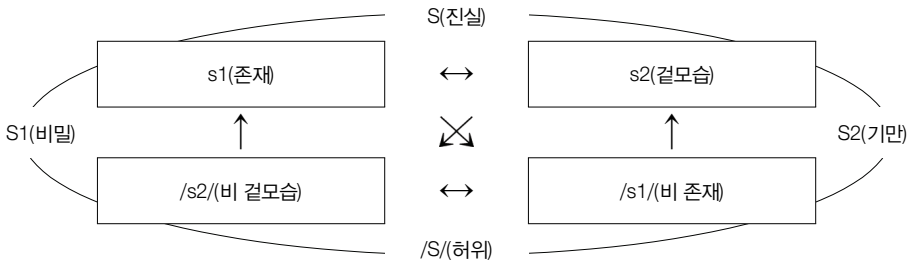 S(진실)
s1(존재) ↔ s2(겉모습)
S1(비밀) S2(기만)
/s2/(비 겉모습) ↔ /s1/(비 존재)
/S/(허위)